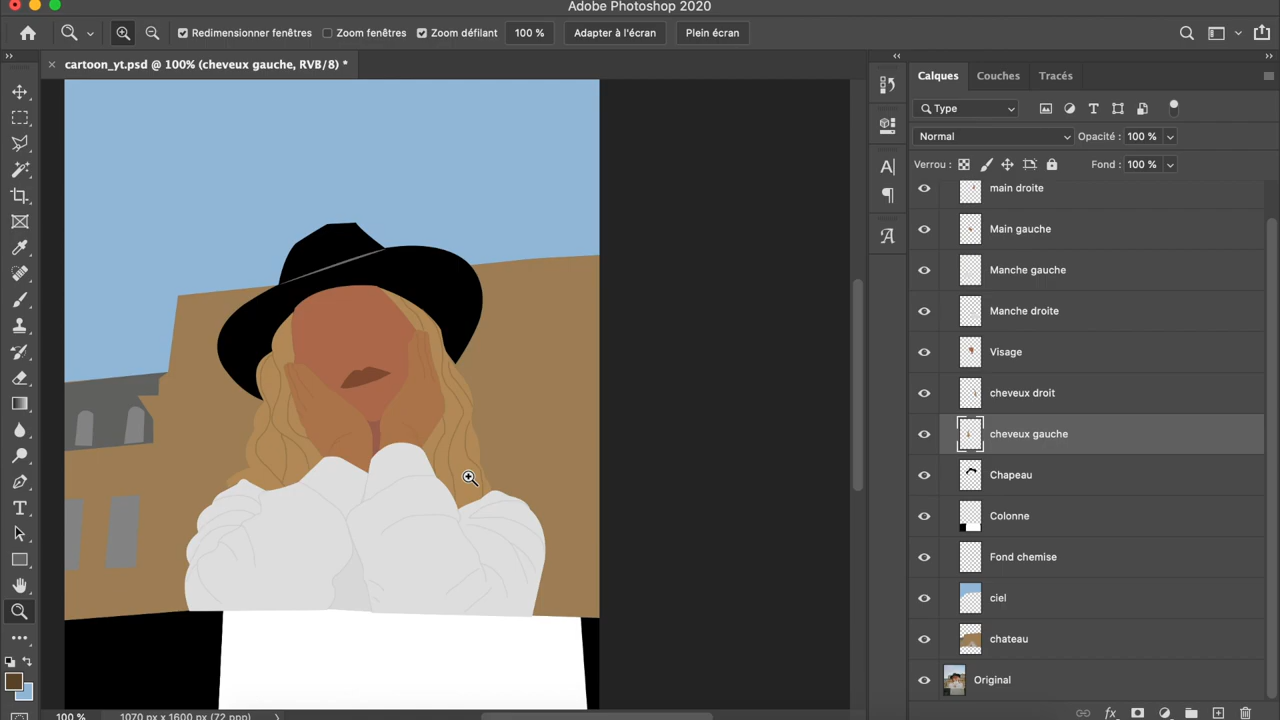 Adobe Photoshop 2020
Redimensionner fenêtres Zoom fenêtres Zoom défilant 100 % Adapter à l'écran Plein écran
cartoon_yt.psd @ 100% (cheveux gauche, RVB/8) *
Calques Couches Tracés
Type
Normal Opacité : 100 %
Verrou : Fond : 100 %
main droite
Main gauche
Manche gauche
Manche droite
Visage
cheveux droit
cheveux gauche
Chapeau
Colonne
Fond chemise
ciel
chateau
Original
100 % 1070 px x 1600 px (72 ppp)